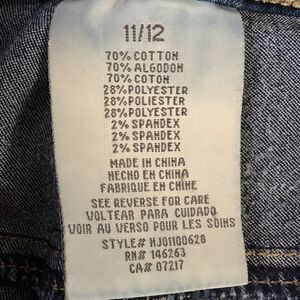 11/12
70% COTTON
70% ALGODON
70% COTON
28% POLYESTER
28% POLIESTER
28% POLYESTER
2% SPANDEX
2% SPANDEX
2% SPANDEX
MADE IN CHINA
HECHO EN CHINA
FABRIQUE EN CHINE
SEE REVERSE FOR CARE
VOLTEAR PARA CUIDADO
VOIR AU VERSO POUR LES SOINS
STYLE# HJ01100628
RN# 146263
CA# 07217